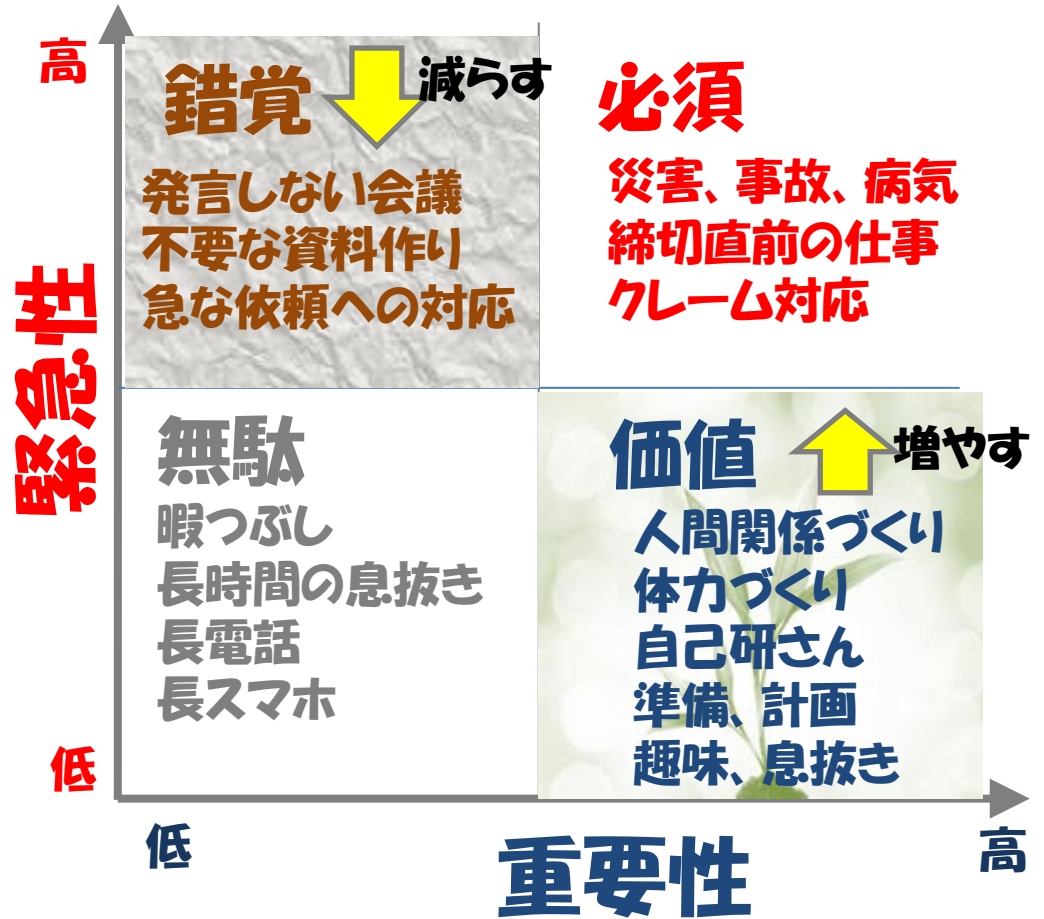 高
錯覚
減らす
発言しない会議
不要な資料作り
急な依頼への対応
必須
災害、事故、病気
締切直前の仕事
クレーム対応
緊急性
無駄
暇つぶし
長時間の息抜き
長電話
長スマホ
価値
増やす
人間関係づくり
体力づくり
自己研さん
準備、計画
趣味、息抜き
低
低
重要性
高